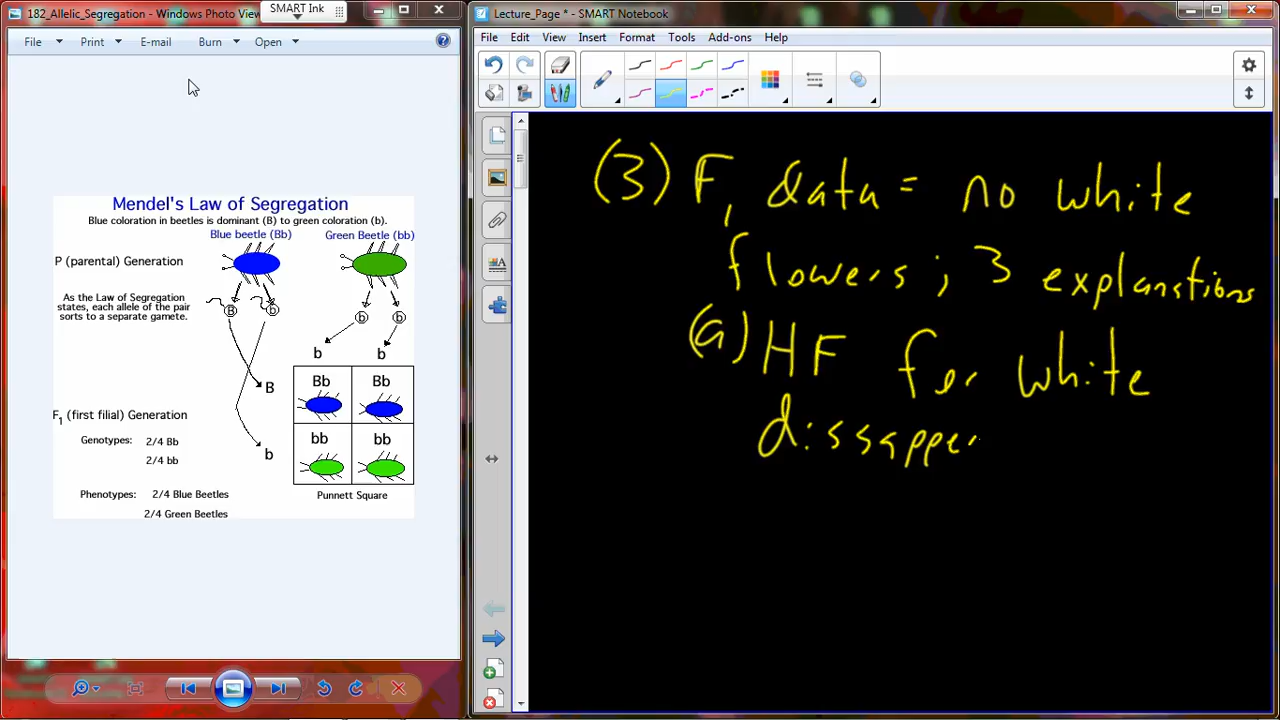 182_Allelic_Segregation - Windows Photo View
SMART Ink
File Print E-mail Burn Open
Mendel's Law of Segregation
Blue coloration in beetles is dominant (B) to green coloration (b).
Blue beetle (Bb) Green Beetle (bb)
P (parental) Generation
As the Law of Segregation
states, each allele of the pair
sorts to a separate gamete.
B b b b
b b
B
b
Bb Bb
bb bb
F1 (first filial) Generation
Genotypes: 2/4 Bb
2/4 bb
Phenotypes: 2/4 Blue Beetles
2/4 Green Beetles
Punnett Square
Lecture_Page * - SMART Notebook
File Edit View Insert Format Tools Add-ons Help
(3) F1 data = no white
flowers; 3 explanations
(a) HF for white
dissappe